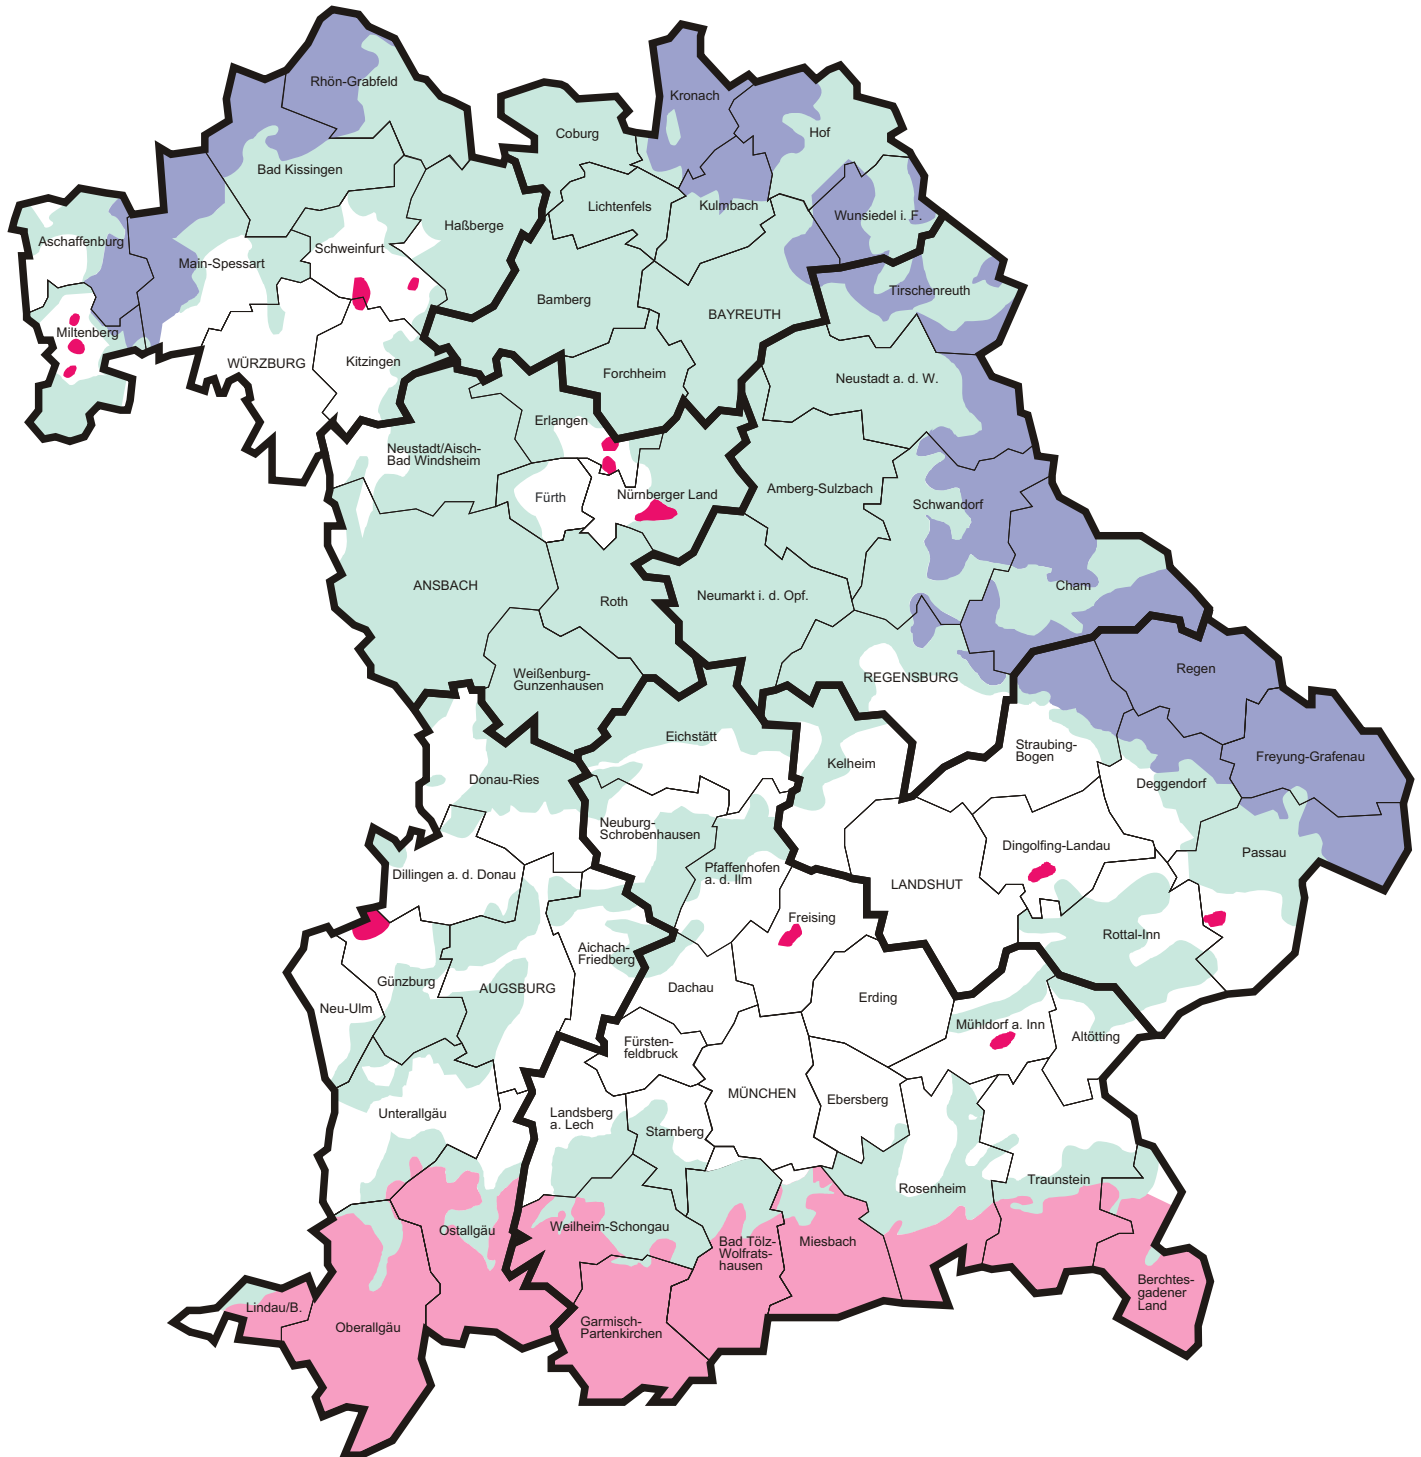 Rhön-Grabfeld
Kronach
Coburg
Hof
Bad Kissingen
Lichtenfels
Kulmbach
Wunsiedel i. F.
Haßberge
Aschaffenburg
Schweinfurt
Main-Spessart
Tirschenreuth
Bamberg
BAYREUTH
Miltenberg
WÜRZBURG
Kitzingen
Forchheim
Neustadt a. d. W.
Erlangen
Neustadt/Aisch-
Bad Windsheim
Fürth
Nürnberger Land
Amberg-Sulzbach
Schwandorf
ANSBACH
Roth
Neumarkt i. d. Opf.
Cham
Weißenburg-
Gunzenhausen
REGENSBURG
Regen
Eichstätt
Straubing-
Bogen
Freyung-Grafenau
Kelheim
Donau-Ries
Deggendorf
Neuburg-
Schrobenhausen
Dingolfing-Landau
Passau
Dillingen a. d. Donau
Pfaffenhofen
a. d. Ilm
LANDSHUT
Freising
Rottal-Inn
Aichach-
Friedberg
Günzburg
AUGSBURG
Dachau
Erding
Neu-Ulm
Mühldorf a. Inn
Altötting
Fürsten-
feldbruck
MÜNCHEN
Ebersberg
Unterallgäu
Landsberg
a. Lech
Starnberg
Rosenheim
Traunstein
Ostallgäu
Weilheim-Schongau
Bad Tölz-
Wolfrats-
hausen
Miesbach
Berchtes-
gadener
Land
Lindau/B.
Oberallgäu
Garmisch-
Partenkirchen